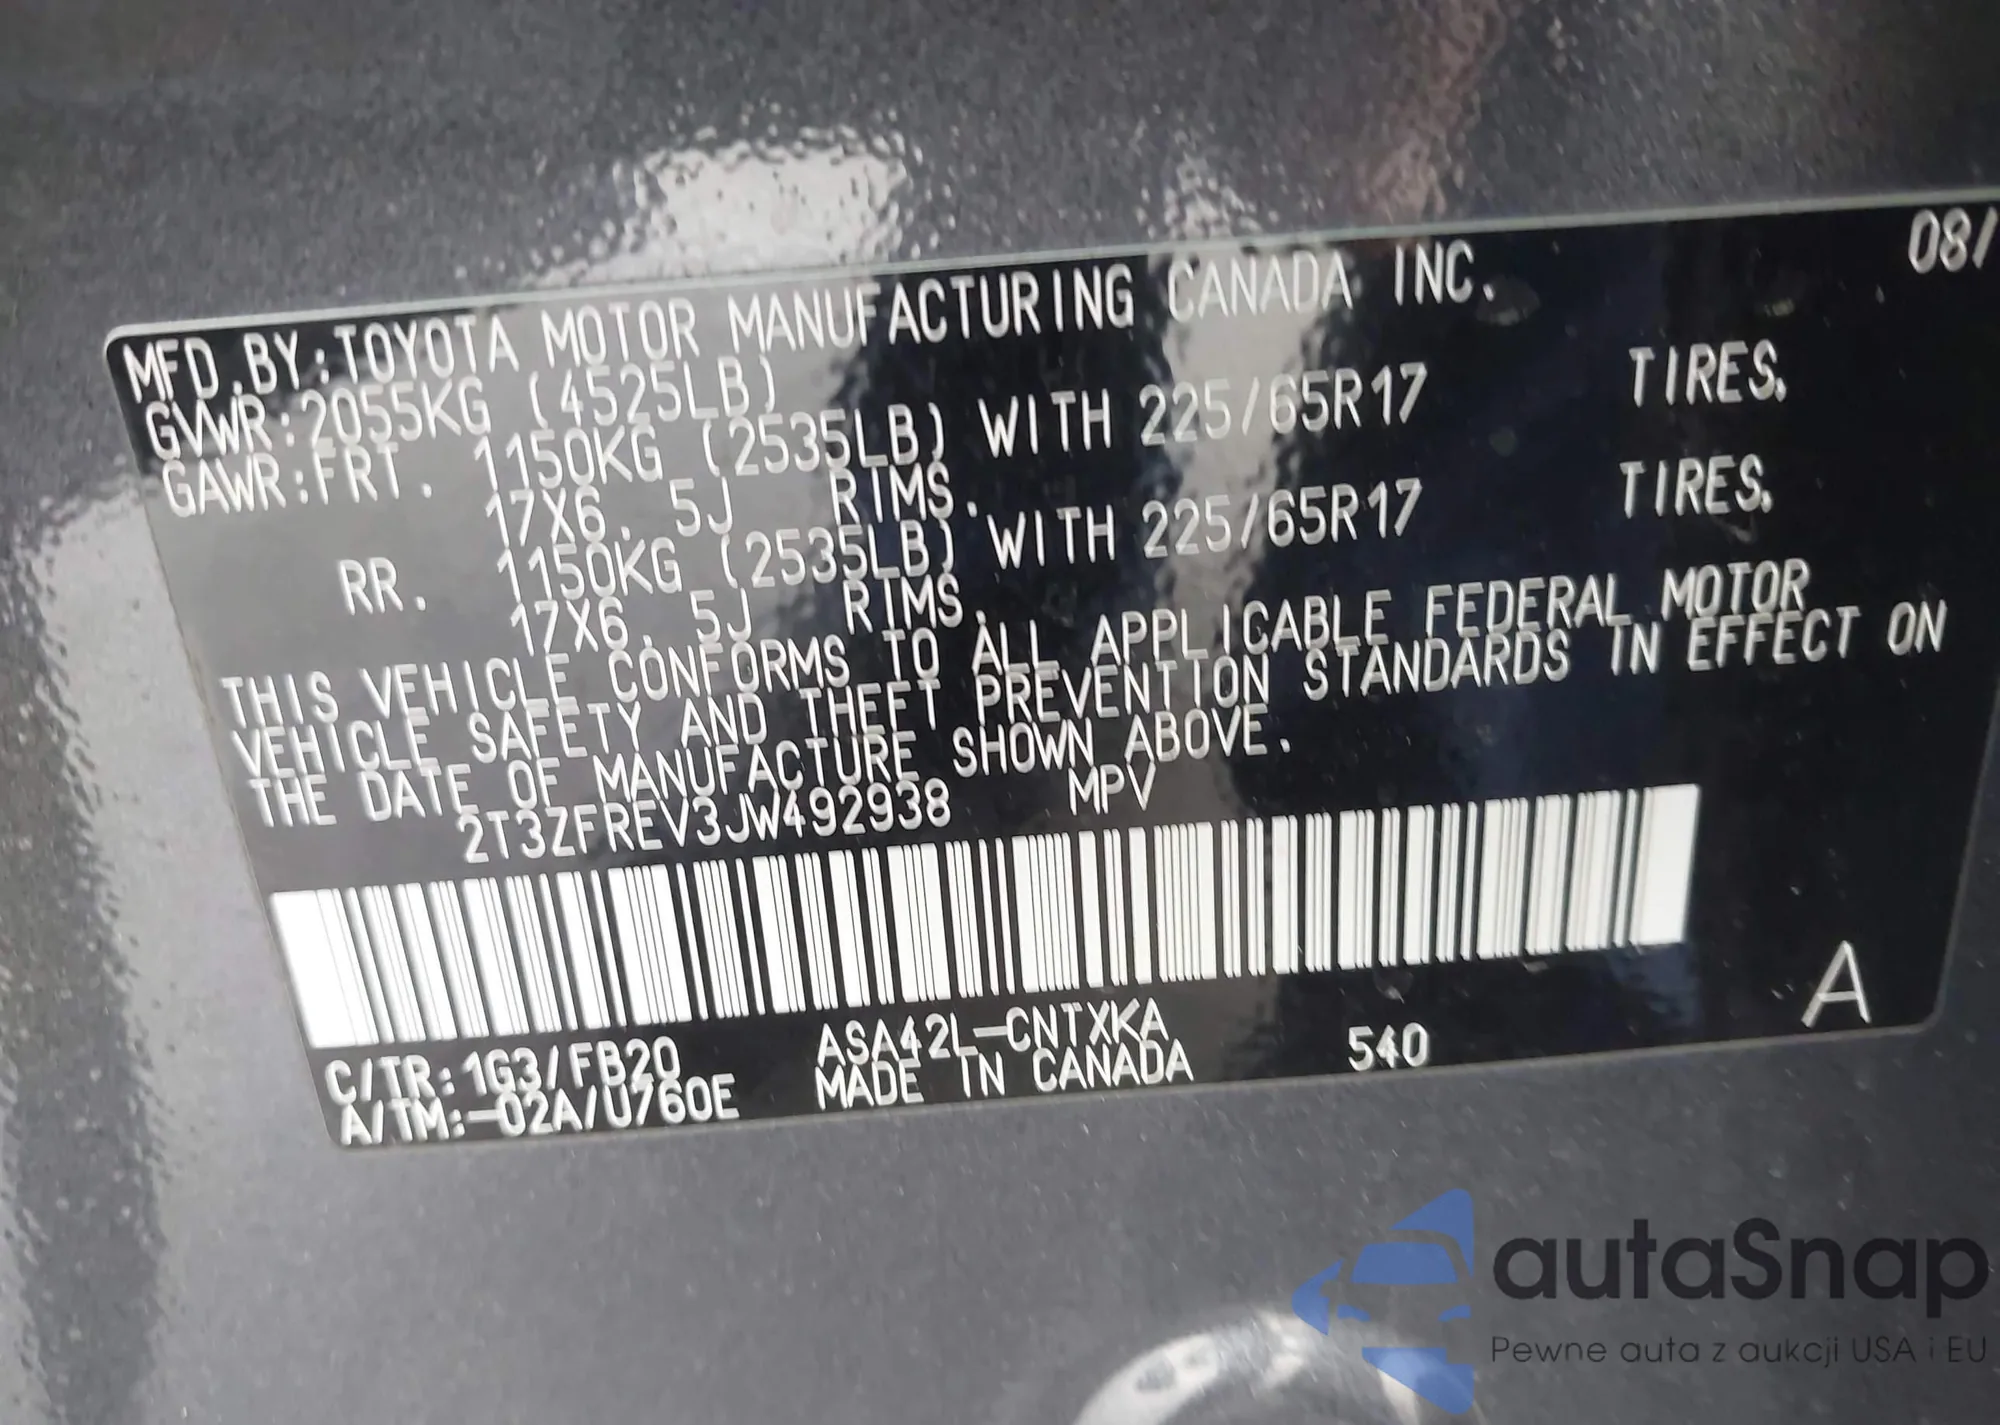 08/
MFD.BY:TOYOTA MOTOR MANUFACTURING CANADA INC.
GVWR:2055KG (4525LB)
GAWR:FRT. 1150KG (2535LB) WITH 225/65R17 TIRES.
17X6.5J RIMS.
RR. 1150KG (2535LB) WITH 225/65R17 TIRES.
17X6.5J RIMS.
THIS VEHICLE CONFORMS TO ALL APPLICABLE FEDERAL MOTOR
VEHICLE SAFETY AND THEFT PREVENTION STANDARDS IN EFFECT ON
THE DATE OF MANUFACTURE SHOWN ABOVE.
2T3ZFREV3JW492938 MPV
C/TR:1G3/FB20 ASA42L-CNTXKA 540 A
A/TM:-02A/U760E MADE IN CANADA
autaSnap
Pewne auta z aukcji USA i EU